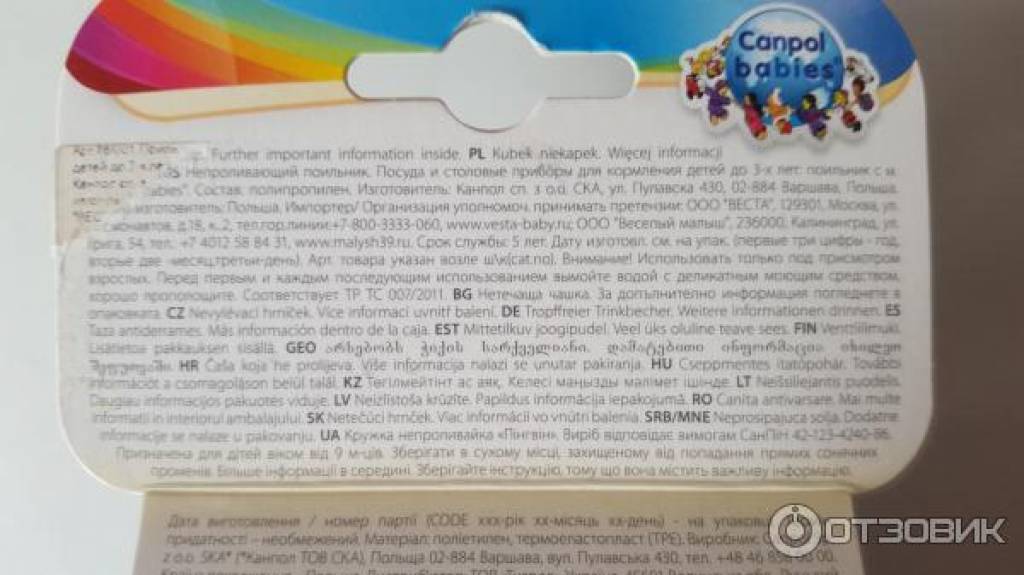 Canpol
babies
детей до
Канпол сп.
Further important information inside. PL Kubek niekapek. Więcej informacji
Непроливающий поильник. Посуда и столовые приборы для кормления детей до 3-х лет: поильник с м.
Состав: полипропилен, Изготовитель: Канпол сп. з о.о. СКА, ул. Пулавска 430, 02-884 Варшава, Польша.
изготовитель: Польша, Импортер/ Организация уполномоч. принимать претензии: ООО "ВЕСТА", 129301, Москва, ул.
Космонавтов, д.18, к..2, тел.гор.линии:+7-800-3333-060, www.vesta-baby.ru; ООО "Веселый малыш", 236000, Калининград, ул.
54, тел.: +7 4012 58 84 31, www.malysh39.ru. Срок службы: 5 лет. Дату изготовл. см. на упак. (первые три цифры - год,
вторые две -месяц,третьи-день). Арт. товара указан возле ш\к(cat.no). Внимание! Использовать только под присмотром
взрослых. Перед первым и каждым последующим использованием вымойте водой с деликатным моющим средством,
хорошо прополощите. Соответствует ТР ТС 007/2011. BG Нетечаща чашка. За допълнително информация погледнете в
опаковката. CZ Nevylévací hrníček. Více informací uvnitř balení. DE Tropffreier Trinkbecher. Weitere Informationen drinnen. ES
Taza antiderrames. Más información dentro de la caja. EST Mittetilkuv joogipudel. Veel üks oluline teave sees. FIN
Lisätietoa pakkauksen sisällä. GEO
HR Čaša koja ne prolijeva. Više informacija nalazi se unutar pakiranja. HU Cseppmentes itatópohár. További
információt a csomagoláson belül talál. KZ Тегілмейтінт ас аяқ. Келесі маңызды мәлімет ішінде. LT Neišsiliejantis puodelis.
Daugiau informacijos pakuotės viduje. LV Neizlīstoša krūzīte. Papildus informācija iepakojumā. RO Canita antivarsare. Mai multe
informatii in interiorul ambalajului. SK Netečúci hrnček. Viac informácií vo vnútri balenia. SRB/MNE Neprosipajuca solja. Dodatne
informacije se nalaze u pakovanju. UA Кружка непроливайка «Пінгвін». Виріб відповідає вимогам СанПіН 42-123-4240-86.
Призначена для дітей віком від 9 м-ців. Зберігати в сухому місці, захищеному від попадання прямих сонячних
променів. Більше інформації в середині. Зберігайте інструкцію, тому що вона містить важливу інформацію.
Дата виготовлення / номер партії (CODE xxx-рік xx-місяць xx-день) - на упаковці
придатності – необмежений. Матеріал: поліетилен, термоеластопласт (TPE). Виробник:
z o.o. SKA* (*Канпол ТОВ СКА), Польща 02-884 Варшава, вул. Пулавська 430, тел. +48 46
ОТЗОВИК